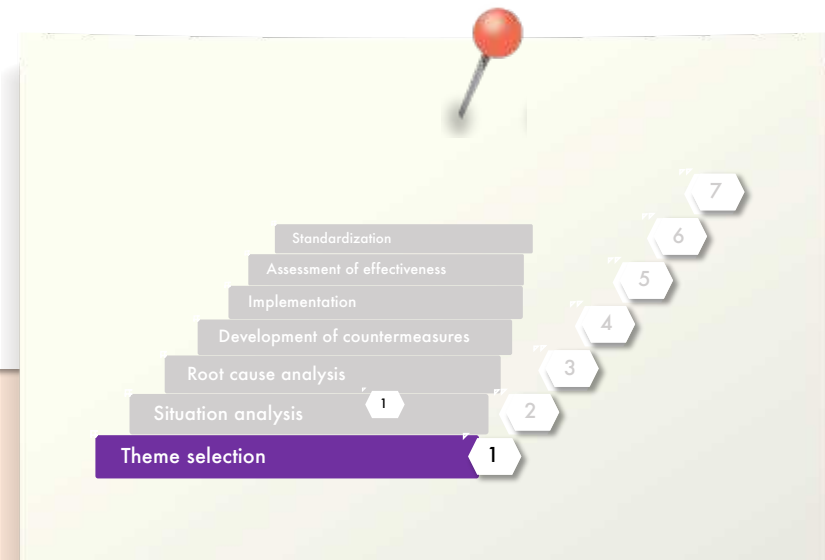 7
Standardization
6
Assessment of effectiveness
5
Implementation
4
Development of countermeasures
3
Root cause analysis
1
Situation analysis
2
Theme selection
1